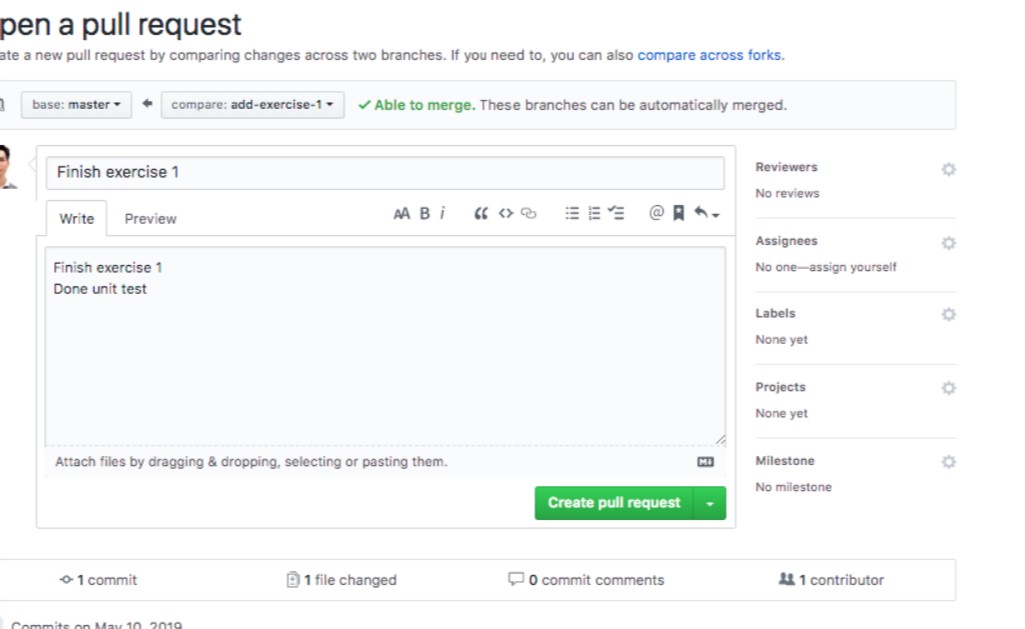 pen a pull request
ate a new pull request by comparing changes across two branches. If you need to, you can also compare across forks.
base: master compare: add-exercise-1 Able to merge. These branches can be automatically merged.
Finish exercise 1
Write Preview
AA B i
Finish exercise 1
Done unit test
Attach files by dragging & dropping, selecting or pasting them.
Create pull request
Reviewers
No reviews
Assignees
No one—assign yourself
Labels
None yet
Projects
None yet
Milestone
No milestone
1 commit 1 file changed 0 commit comments 1 contributor
Commits on May 10, 2019